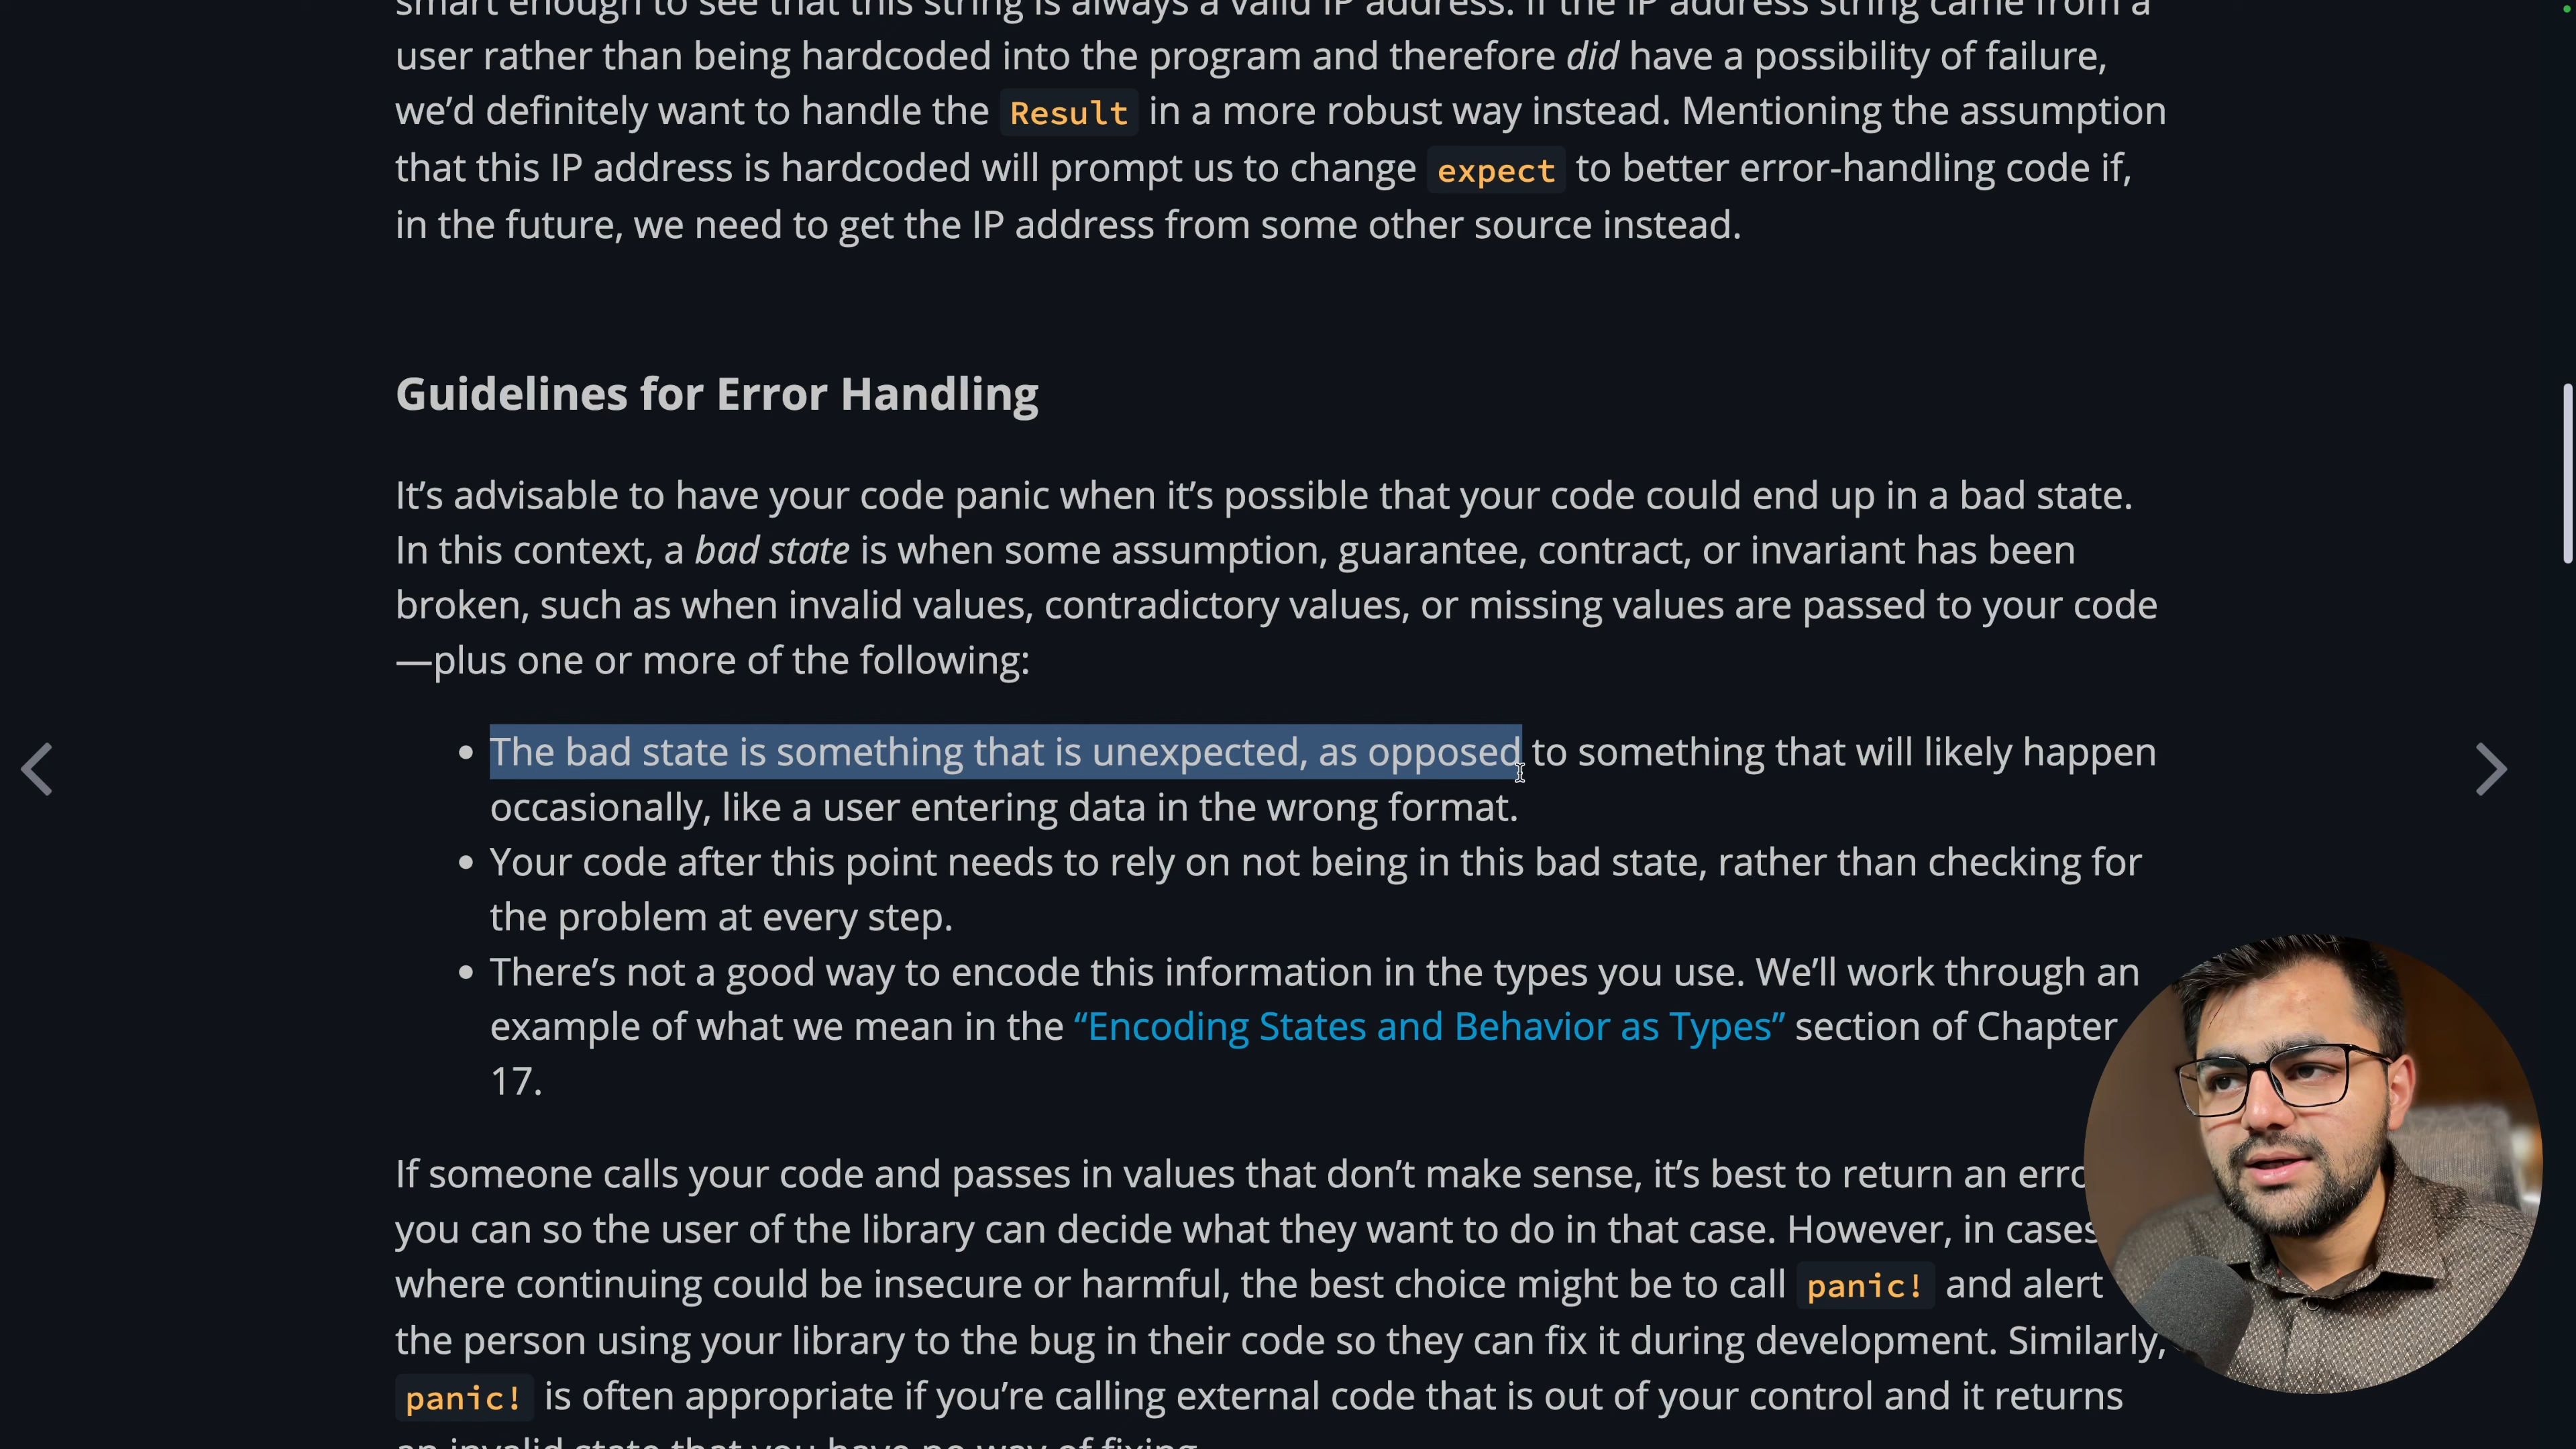 smart enough to see that this string is always a valid IP address. If the IP address string came from a
user rather than being hardcoded into the program and therefore did have a possibility of failure,
we’d definitely want to handle the Result in a more robust way instead. Mentioning the assumption
that this IP address is hardcoded will prompt us to change expect to better error-handling code if,
in the future, we need to get the IP address from some other source instead.
Guidelines for Error Handling
It’s advisable to have your code panic when it’s possible that your code could end up in a bad state.
In this context, a bad state is when some assumption, guarantee, contract, or invariant has been
broken, such as when invalid values, contradictory values, or missing values are passed to your code
—plus one or more of the following:
• The bad state is something that is unexpected, as opposed to something that will likely happen
occasionally, like a user entering data in the wrong format.
• Your code after this point needs to rely on not being in this bad state, rather than checking for
the problem at every step.
• There’s not a good way to encode this information in the types you use. We’ll work through an
example of what we mean in the “Encoding States and Behavior as Types” section of Chapter
17.
If someone calls your code and passes in values that don’t make sense, it’s best to return an erro
you can so the user of the library can decide what they want to do in that case. However, in cases
where continuing could be insecure or harmful, the best choice might be to call panic! and alert
the person using your library to the bug in their code so they can fix it during development. Similarly,
panic! is often appropriate if you’re calling external code that is out of your control and it returns
an invalid state that you have no way of fixing.